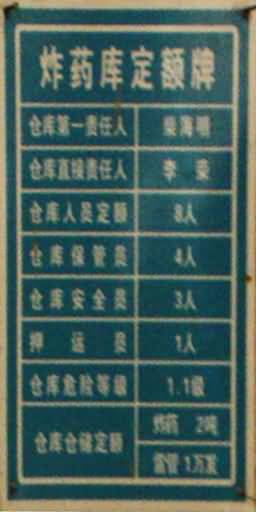 炸药库定额牌
仓库第一责任人 柴海明
仓库直接责任人 李 荣
仓库人员定额 8人
仓库保管员 4人
仓库安全员 3人
押运员 1人
仓库危险等级 1.1级
仓库仓储定额 炸药 2吨
雷管 1万发